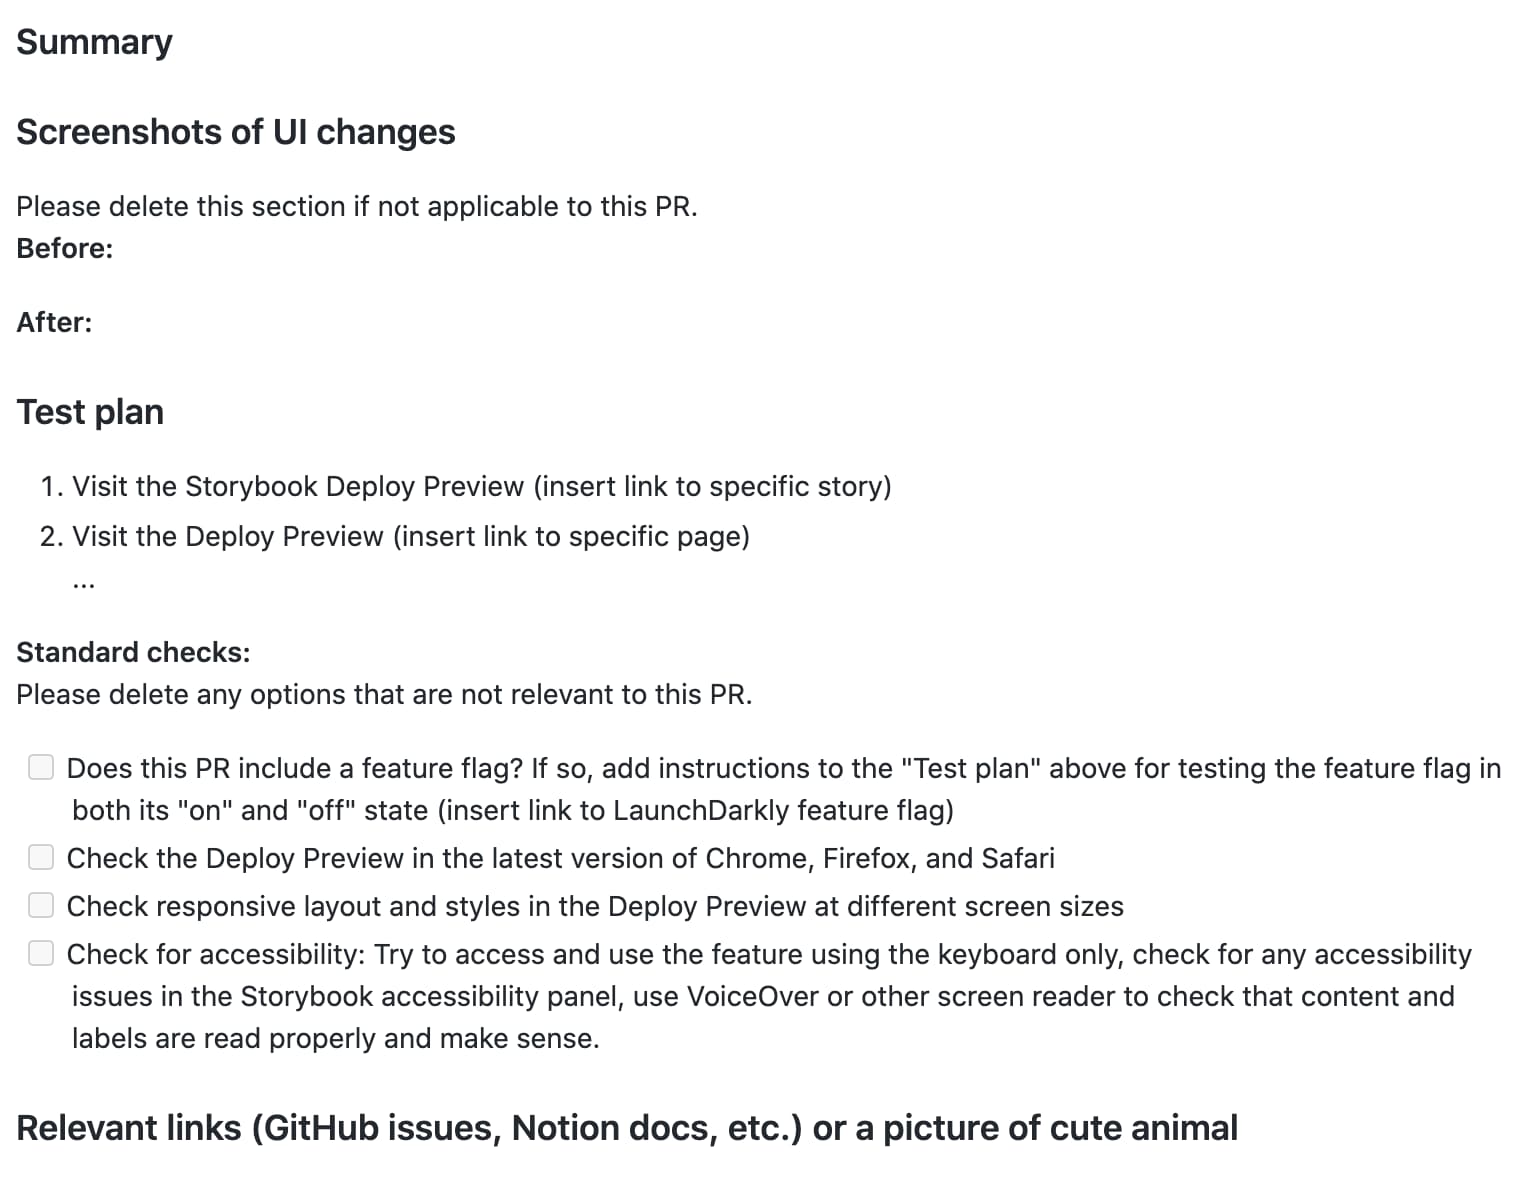 Summary
Screenshots of UI changes
Please delete this section if not applicable to this PR.
Before:
After:
Test plan
1. Visit the Storybook Deploy Preview (insert link to specific story)
2. Visit the Deploy Preview (insert link to specific page)
...
Standard checks:
Please delete any options that are not relevant to this PR.
Does this PR include a feature flag? If so, add instructions to the "Test plan" above for testing the feature flag in
both its "on" and "off" state (insert link to LaunchDarkly feature flag)
Check the Deploy Preview in the latest version of Chrome, Firefox, and Safari
Check responsive layout and styles in the Deploy Preview at different screen sizes
Check for accessibility: Try to access and use the feature using the keyboard only, check for any accessibility
issues in the Storybook accessibility panel, use VoiceOver or other screen reader to check that content and
labels are read properly and make sense.
Relevant links (GitHub issues, Notion docs, etc.) or a picture of cute animal